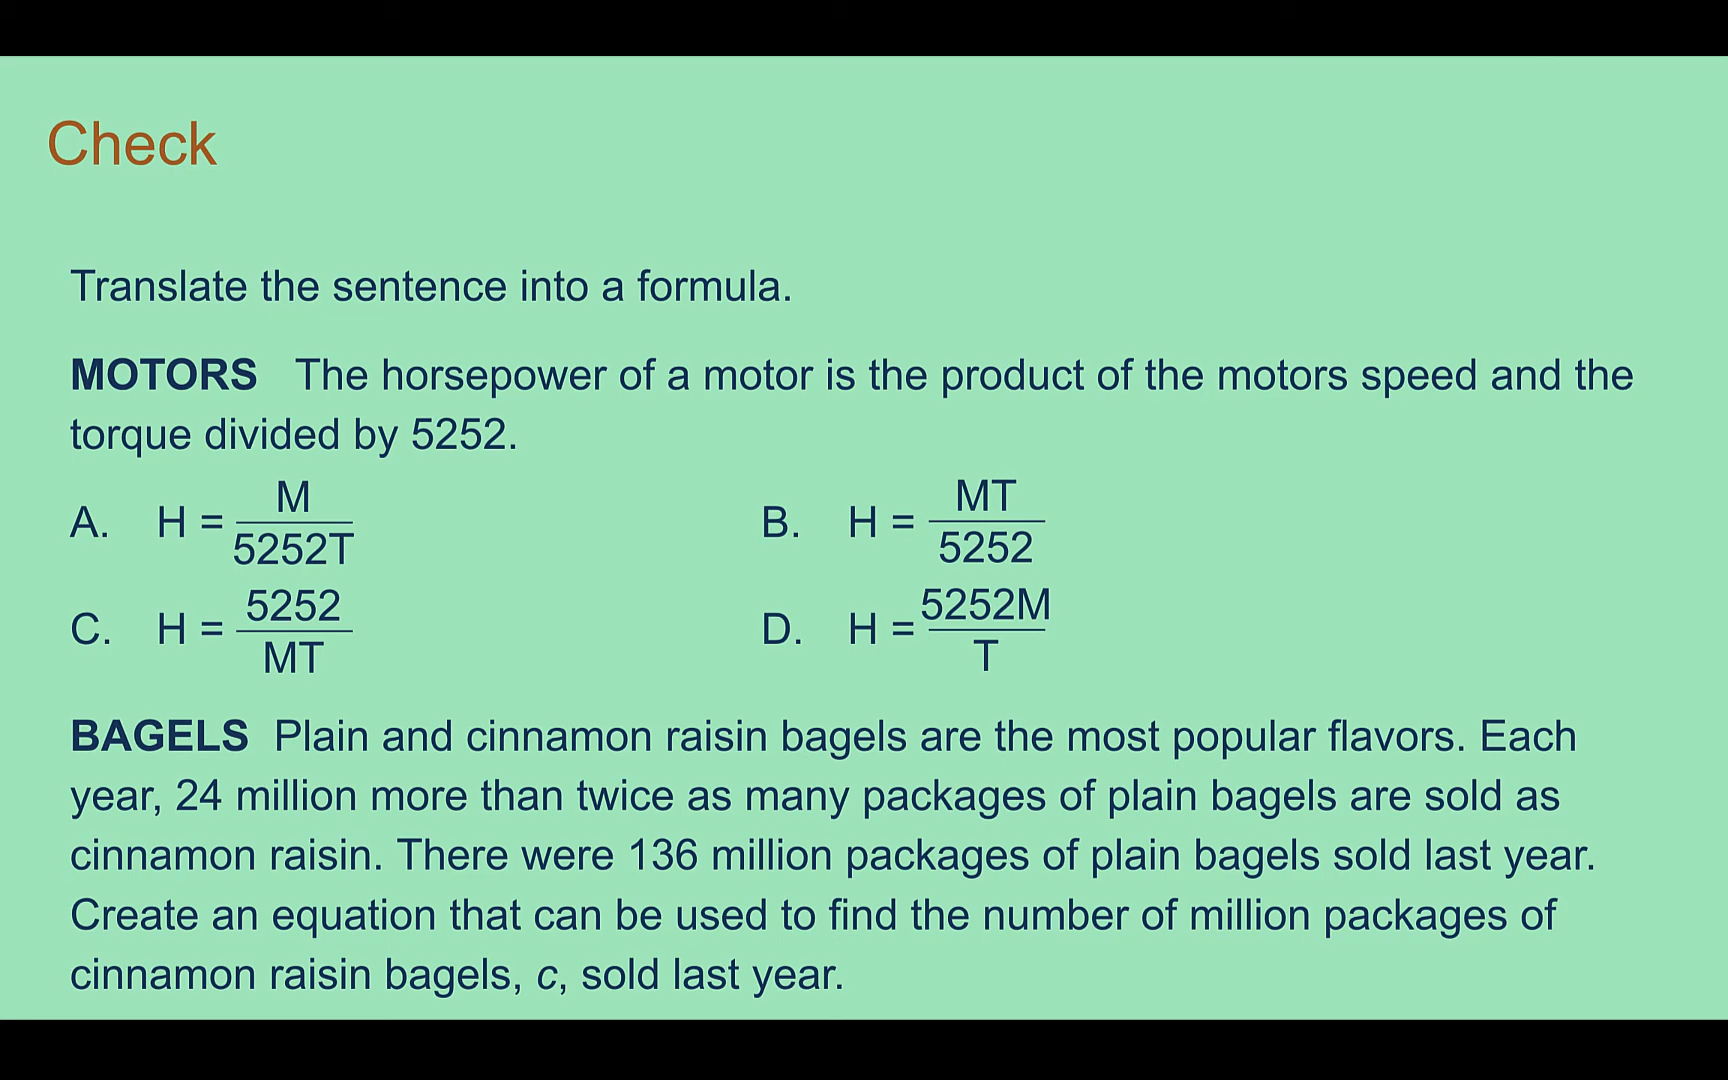 Check
Translate the sentence into a formula.
MOTORS The horsepower of a motor is the product of the motors speed and the
torque divided by 5252.
A. H = M/5252T B. H = MT/5252
C. H = 5252/MT D. H = 5252M/T
BAGELS Plain and cinnamon raisin bagels are the most popular flavors. Each
year, 24 million more than twice as many packages of plain bagels are sold as
cinnamon raisin. There were 136 million packages of plain bagels sold last year.
Create an equation that can be used to find the number of million packages of
cinnamon raisin bagels, c, sold last year.